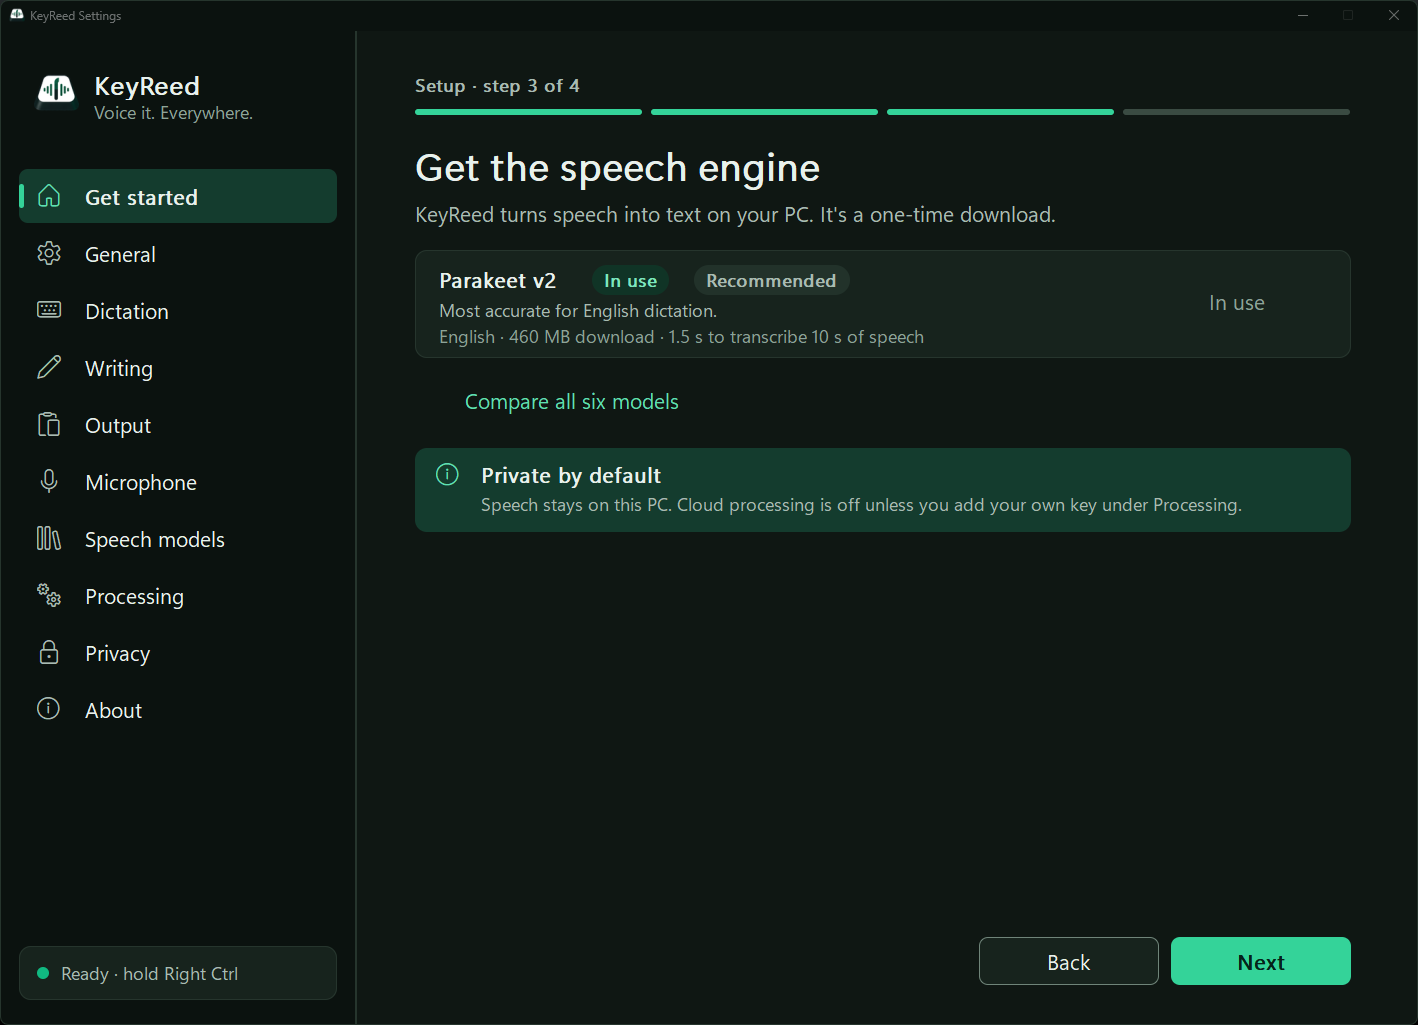 KeyReed Settings
KeyReed
Voice it. Everywhere.
Get started
General
Dictation
Writing
Output
Microphone
Speech models
Processing
Privacy
About
Ready · hold Right Ctrl
Setup · step 3 of 4
Get the speech engine
KeyReed turns speech into text on your PC. It's a one-time download.
Parakeet v2 In use Recommended
Most accurate for English dictation.
English · 460 MB download · 1.5 s to transcribe 10 s of speech
In use
Compare all six models
Private by default
Speech stays on this PC. Cloud processing is off unless you add your own key under Processing.
Back Next